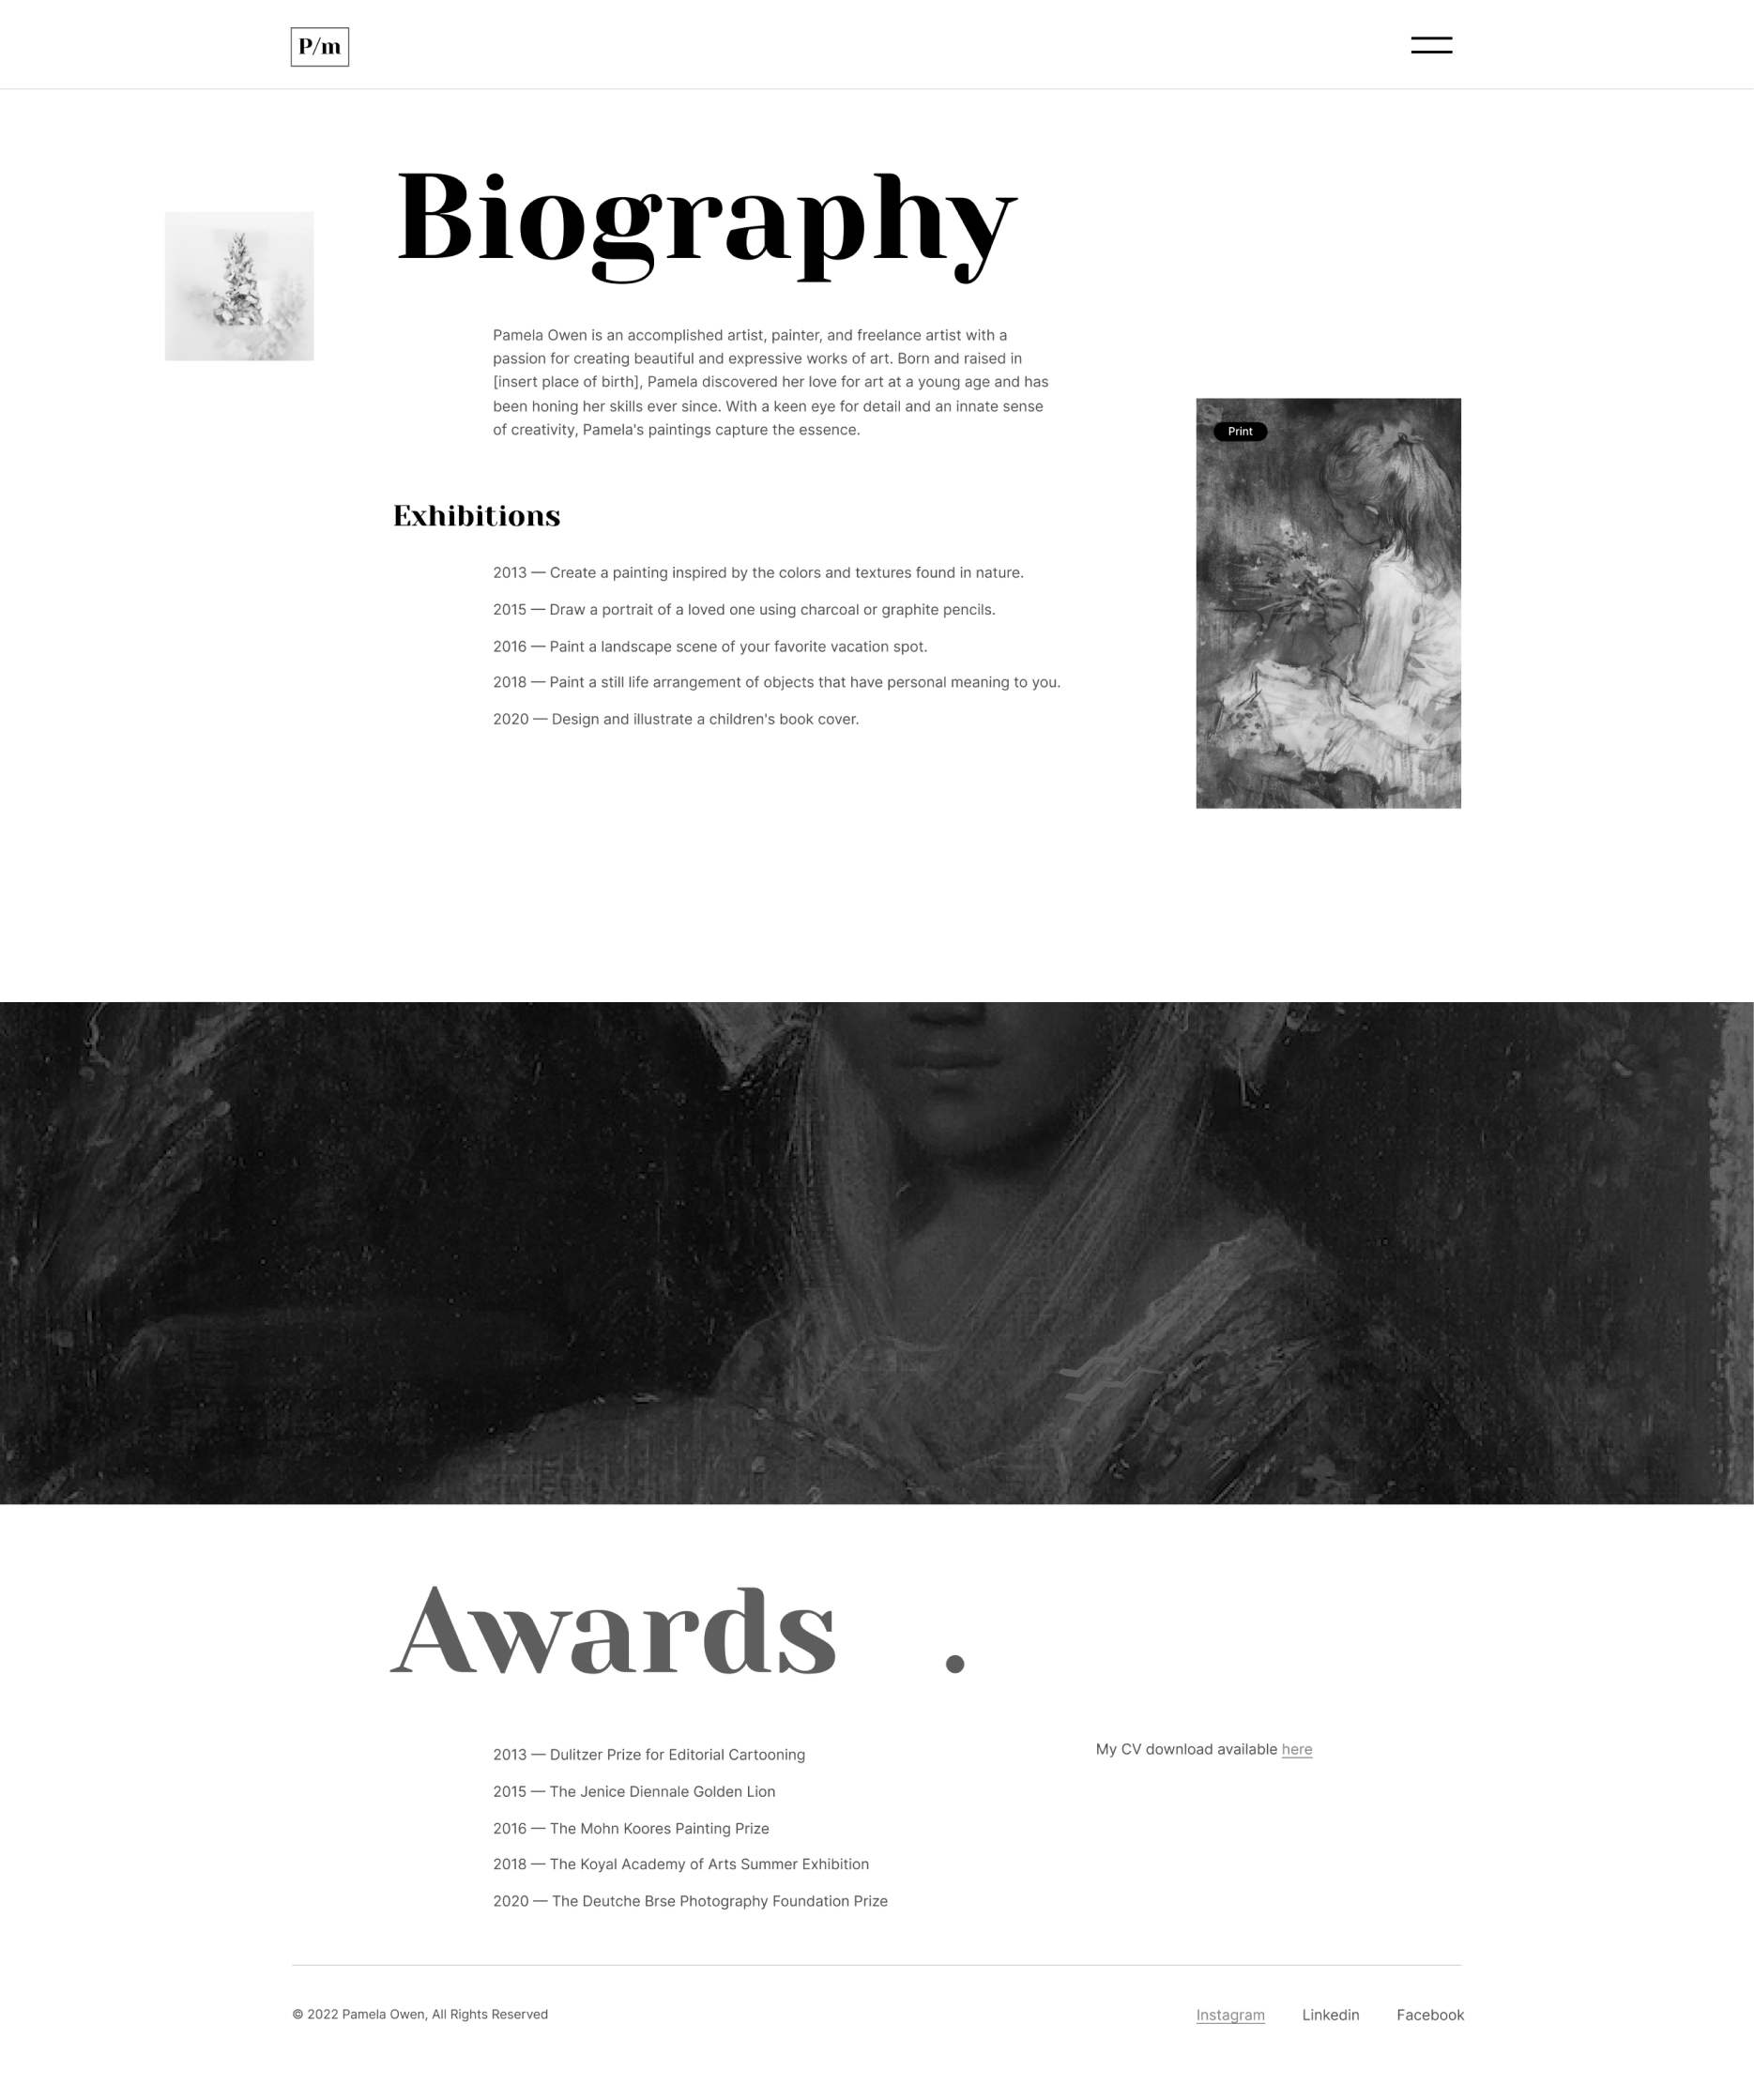 P/m
Biography
Pamela Owen is an accomplished artist, painter, and freelance artist with a
passion for creating beautiful and expressive works of art. Born and raised in
[insert place of birth], Pamela discovered her love for art at a young age and has
been honing her skills ever since. With a keen eye for detail and an innate sense
of creativity, Pamela's paintings capture the essence.
Print
Exhibitions
2013 — Create a painting inspired by the colors and textures found in nature.
2015 — Draw a portrait of a loved one using charcoal or graphite pencils.
2016 — Paint a landscape scene of your favorite vacation spot.
2018 — Paint a still life arrangement of objects that have personal meaning to you.
2020 — Design and illustrate a children's book cover.
Awards .
2013 — Dulitzer Prize for Editorial Cartooning
2015 — The Jenice Diennale Golden Lion
2016 — The Mohn Koores Painting Prize
2018 — The Koyal Academy of Arts Summer Exhibition
2020 — The Deutche Brse Photography Foundation Prize
My CV download available here
© 2022 Pamela Owen, All Rights Reserved
Instagram Linkedin Facebook